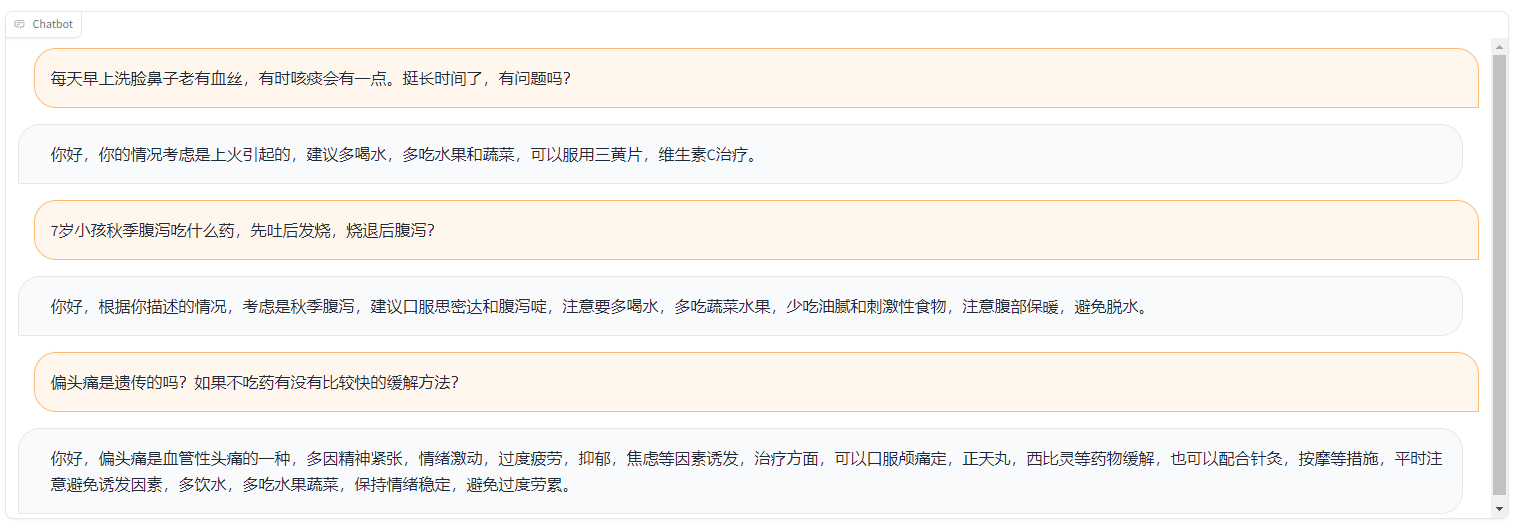 Chatbot
每天早上洗脸鼻子老有血丝，有时咳痰会有一点。挺长时间了，有问题吗？
你好，你的情况考虑是上火引起的，建议多喝水，多吃水果和蔬菜，可以服用三黄片，维生素C治疗。
7岁小孩秋季腹泻吃什么药，先吐后发烧，烧退后腹泻？
你好，根据你描述的情况，考虑是秋季腹泻，建议口服思密达和腹泻啶，注意要多喝水，多吃蔬菜水果，少吃油腻和刺激性食物，注意腹部保暖，避免脱水。
偏头痛是遗传的吗？如果不吃药有没有比较快的缓解方法？
你好，偏头痛是血管性头痛的一种，多因精神紧张，情绪激动，过度疲劳，抑郁，焦虑等因素诱发，治疗方面，可以口服颅痛定，正天丸，西比灵等药物缓解，也可以配合针灸，按摩等措施，平时注
意避免诱发因素，多饮水，多吃水果蔬菜，保持情绪稳定，避免过度劳累。